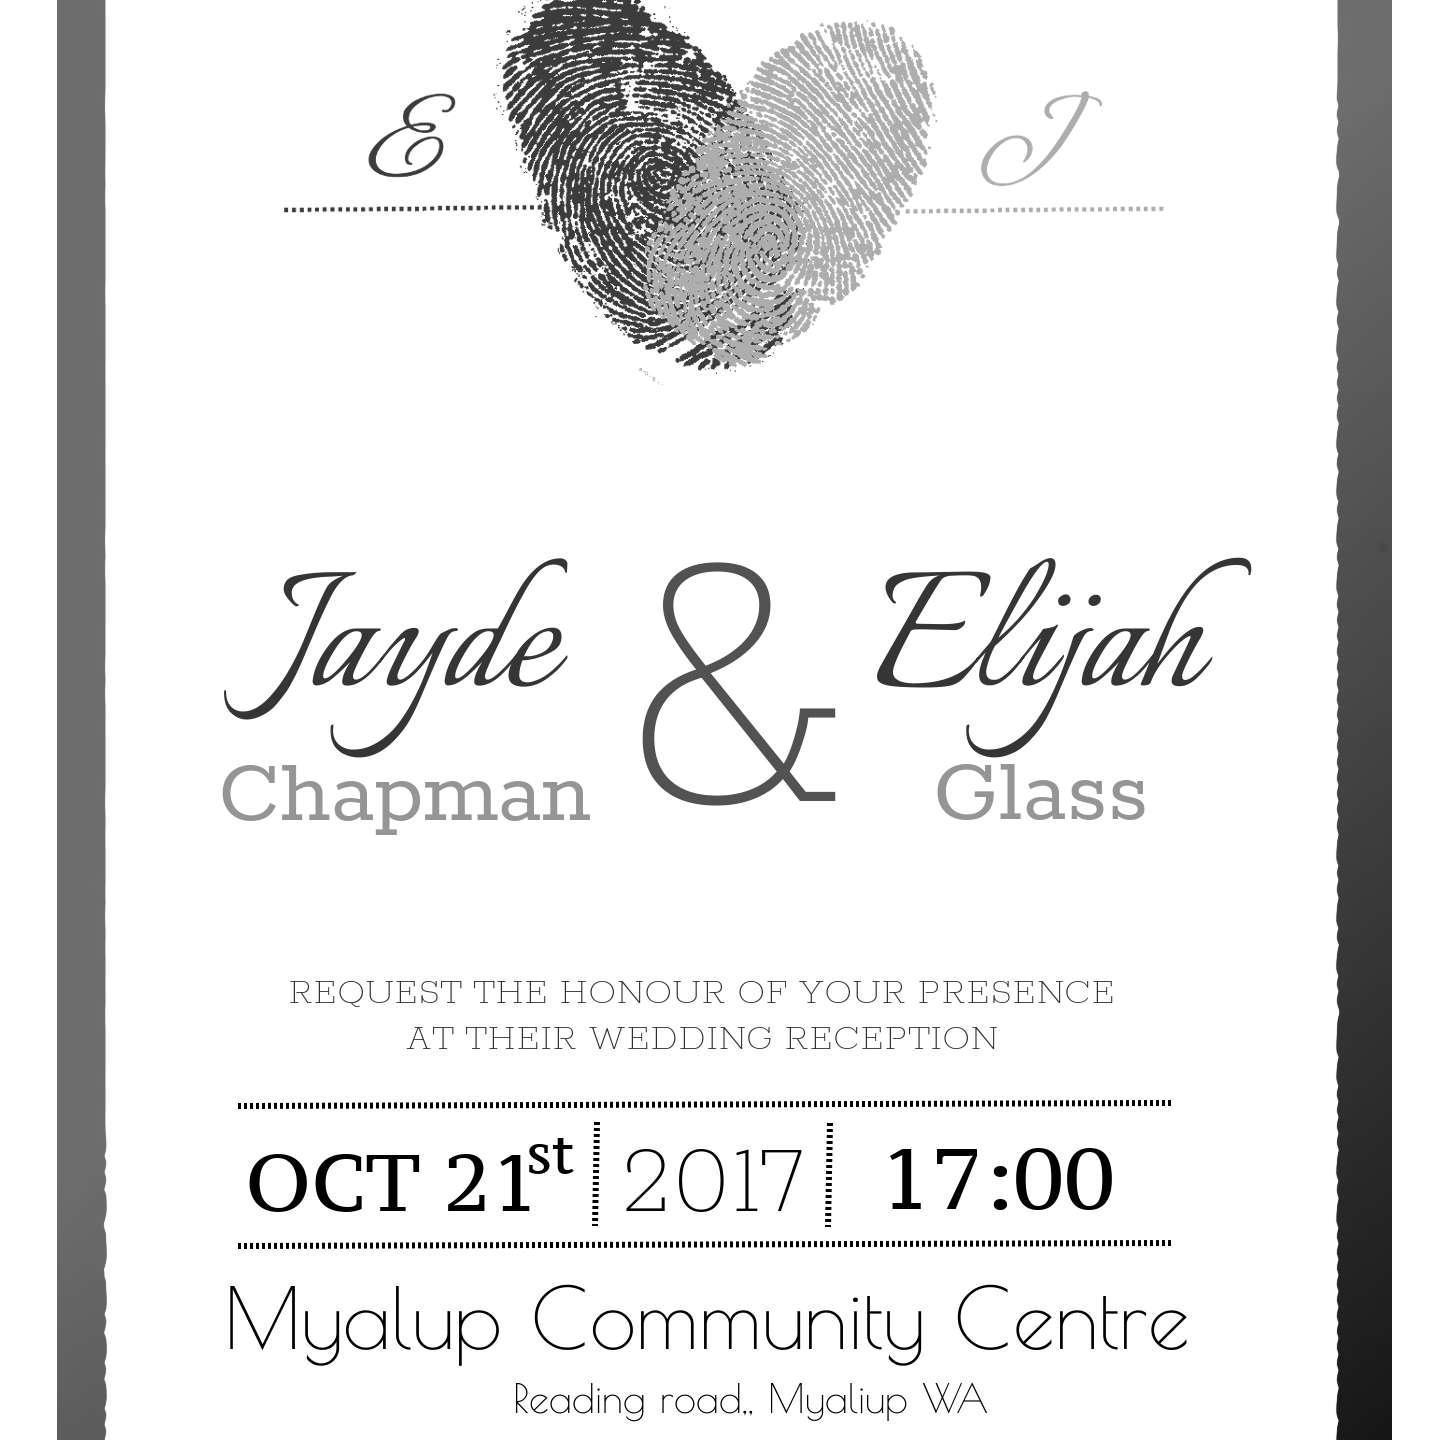 E J
Jayde & Elijah
Chapman Glass
REQUEST THE HONOUR OF YOUR PRESENCE
AT THEIR WEDDING RECEPTION
OCT 21st 2017 17:00
Myalup Community Centre
Reading road,, Myaliup WA